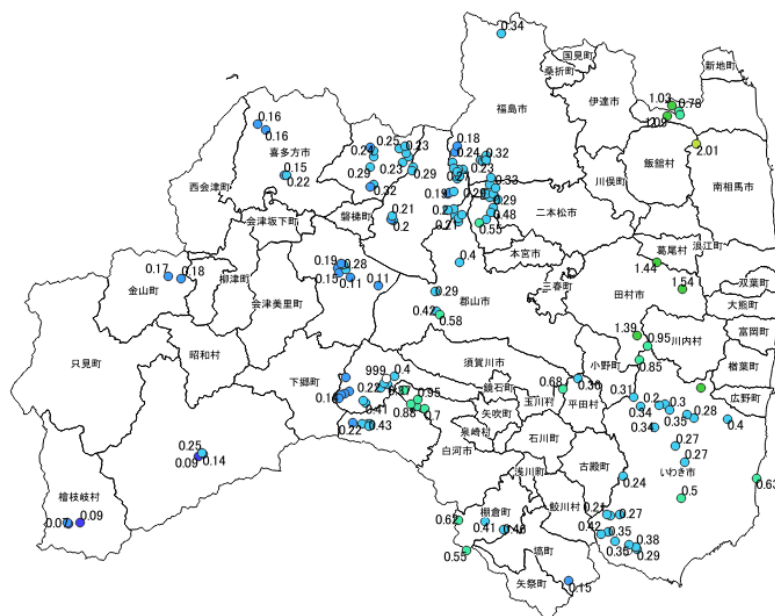 0.34
国見町
桑折町
新地町
1.03
0.78
福島市
伊達市
0.16
0.16
喜多方市
0.25
0.23
0.18
0.24
0.24
0.32
2.01
飯舘村
南相馬市
0.15
0.22
0.29
0.23
0.29
0.32
0.23
0.33
川俣町
西会津町
0.19
0.29
0.29
二本松市
会津坂下町
磐梯町
0.21
0.2
0.2
0.21
0.48
0.55
本宮市
葛尾村
浪江町
0.19
0.28
0.4
1.44
0.17
0.18
柳津町
0.15
0.11
0.11
三春町
双葉町
金山町
会津美里町
0.29
郡山市
田村市
1.54
大熊町
0.42
0.58
富岡町
只見町
昭和村
1.39
0.95
川内村
下郷町
須賀川市
小野町
0.85
楢葉町
999
0.4
0.22
鏡石町
0.68
0.36
広野町
0.16
0.95
玉川村
平田村
0.31
0.2
0.3
0.41
0.88
0.7
矢吹町
0.34
0.35
0.28
0.4
0.22
0.43
泉崎村
石川町
0.34
0.25
0.09
0.14
白河市
浅川町
古殿町
0.27
0.27
いわき市
0.24
0.63
檜枝岐村
0.5
0.07
0.09
0.62
棚倉町
鮫川村
0.21
0.27
0.41
0.46
0.42
0.35
0.55
塙町
0.35
0.38
0.29
矢祭町
0.15